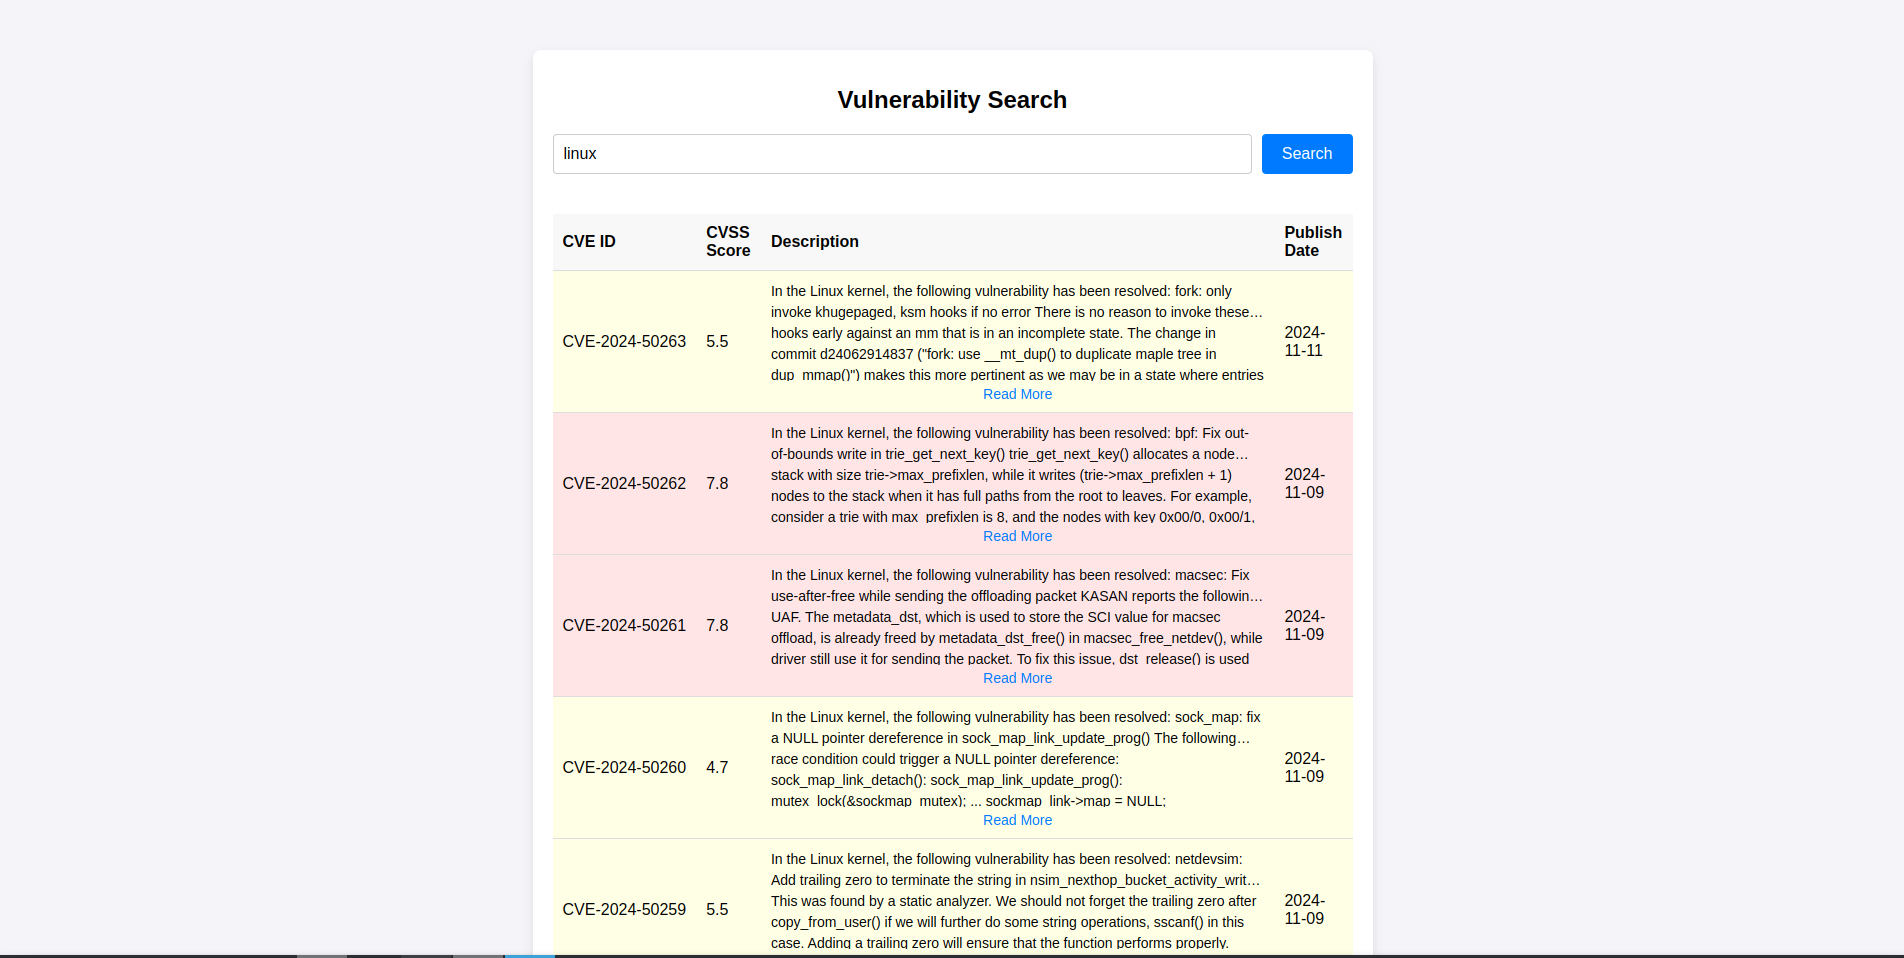 Vulnerability Search
linux
Search
CVE ID
CVSS
Score
Description
Publish
Date
CVE-2024-50263
5.5
In the Linux kernel, the following vulnerability has been resolved: fork: only
invoke khugepaged, ksm hooks if no error There is no reason to invoke these…
hooks early against an mm that is in an incomplete state. The change in
commit d24062914837 ("fork: use __mt_dup() to duplicate maple tree in
dup_mmap()") makes this more pertinent as we may be in a state where entries
Read More
2024-
11-11
CVE-2024-50262
7.8
In the Linux kernel, the following vulnerability has been resolved: bpf: Fix out-
of-bounds write in trie_get_next_key() trie_get_next_key() allocates a node…
stack with size trie->max_prefixlen, while it writes (trie->max_prefixlen + 1)
nodes to the stack when it has full paths from the root to leaves. For example,
consider a trie with max_prefixlen is 8, and the nodes with key 0x00/0, 0x00/1,
Read More
2024-
11-09
CVE-2024-50261
7.8
In the Linux kernel, the following vulnerability has been resolved: macsec: Fix
use-after-free while sending the offloading packet KASAN reports the followin…
UAF. The metadata_dst, which is used to store the SCI value for macsec
offload, is already freed by metadata_dst_free() in macsec_free_netdev(), while
driver still use it for sending the packet. To fix this issue, dst_release() is used
Read More
2024-
11-09
CVE-2024-50260
4.7
In the Linux kernel, the following vulnerability has been resolved: sock_map: fix
a NULL pointer dereference in sock_map_link_update_prog() The following…
race condition could trigger a NULL pointer dereference:
sock_map_link_detach(): sock_map_link_update_prog():
mutex_lock(&sockmap_mutex); ... sockmap_link->map = NULL;
Read More
2024-
11-09
CVE-2024-50259
5.5
In the Linux kernel, the following vulnerability has been resolved: netdevsim:
Add trailing zero to terminate the string in nsim_nexthop_bucket_activity_writ…
This was found by a static analyzer. We should not forget the trailing zero after
copy_from_user() if we will further do some string operations, sscanf() in this
case. Adding a trailing zero will ensure that the function performs properly.
2024-
11-09